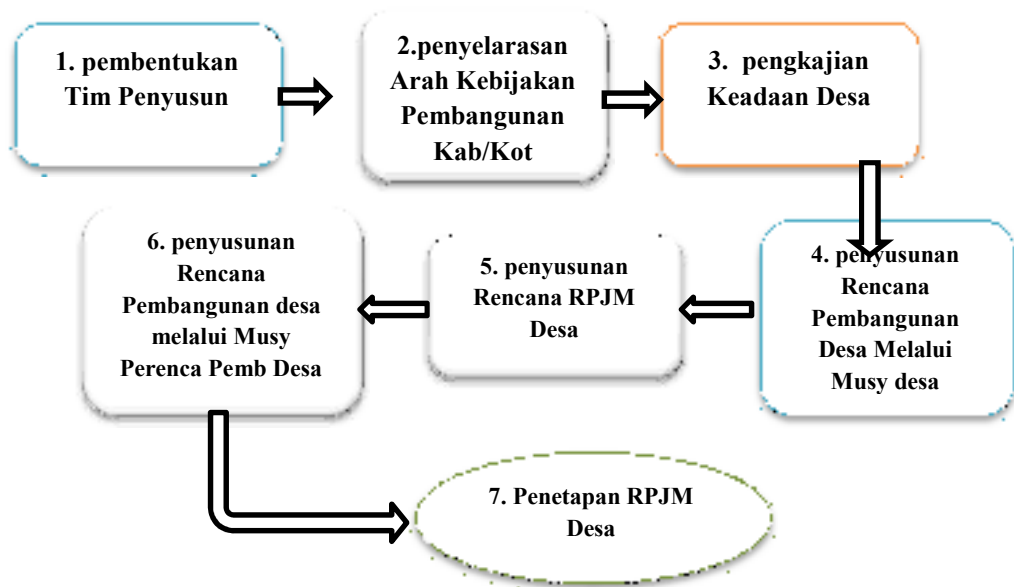 1. pembentukan
Tim Penyusun
2.penyelarasan
Arah Kebijakan
Pembangunan
Kab/Kot
3. pengkajian
Keadaan Desa
4. penyusunan
Rencana
Pembangunan
Desa Melalui
Musy desa
5. penyusunan
Rencana RPJM
Desa
6. penyusunan
Rencana
Pembangunan desa
melalui Musy
Perenca Pemb Desa
7. Penetapan RPJM
Desa